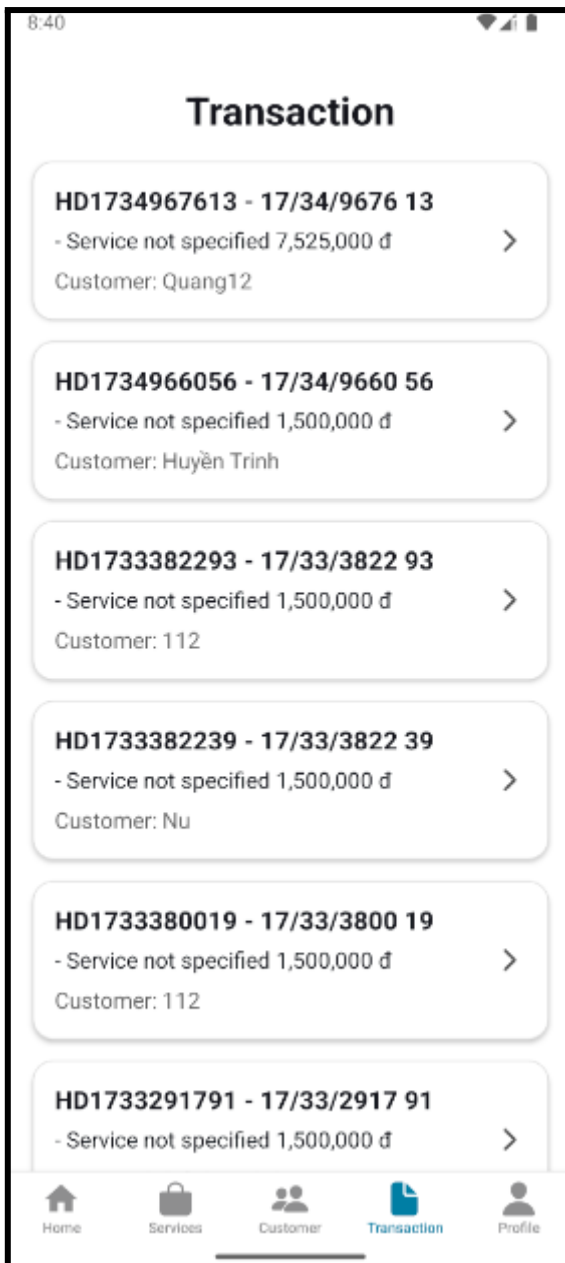 8:40
Transaction
HD1734967613 - 17/34/9676 13
- Service not specified 7,525,000 đ
Customer: Quang12
HD1734966056 - 17/34/9660 56
- Service not specified 1,500,000 đ
Customer: Huyền Trinh
HD1733382293 - 17/33/3822 93
- Service not specified 1,500,000 đ
Customer: 112
HD1733382239 - 17/33/3822 39
- Service not specified 1,500,000 đ
Customer: Nu
HD1733380019 - 17/33/3800 19
- Service not specified 1,500,000 đ
Customer: 112
HD1733291791 - 17/33/2917 91
- Service not specified 1,500,000 đ
Home Services Customer Transaction Profile